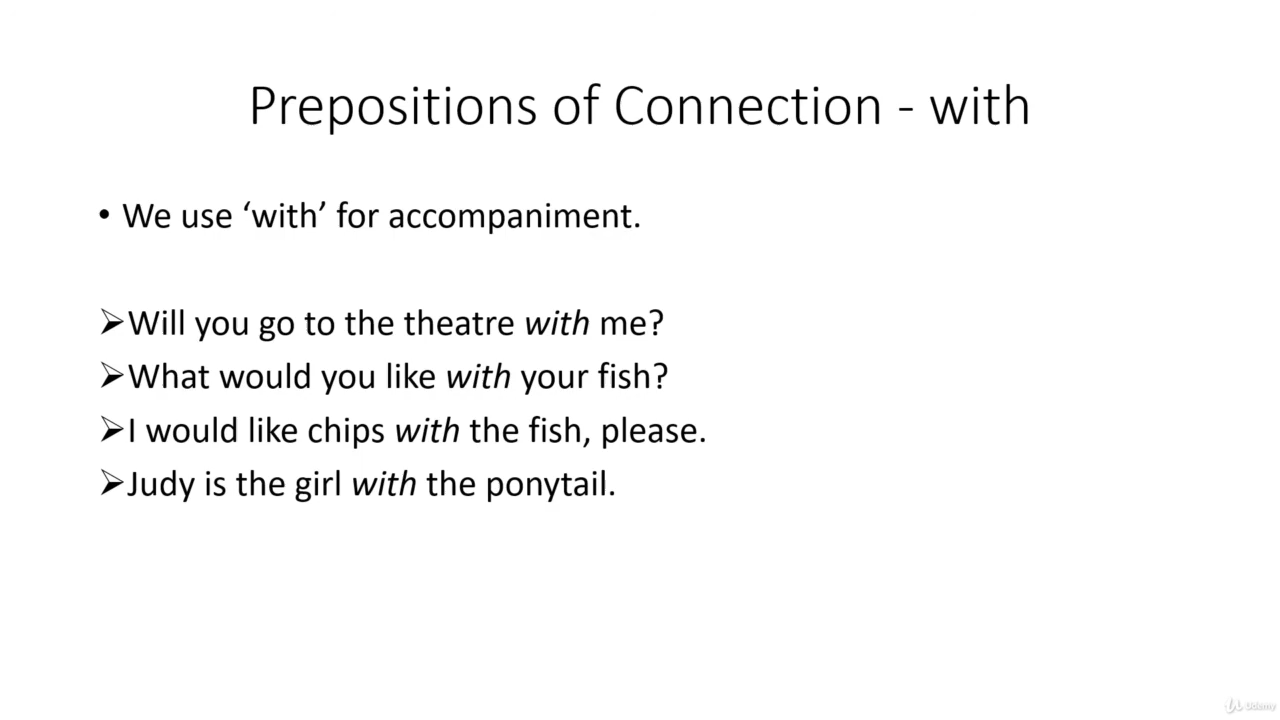 Prepositions of Connection - with
• We use ‘with’ for accompaniment.
➢Will you go to the theatre with me?
➢What would you like with your fish?
➢I would like chips with the fish, please.
➢Judy is the girl with the ponytail.
Udemy